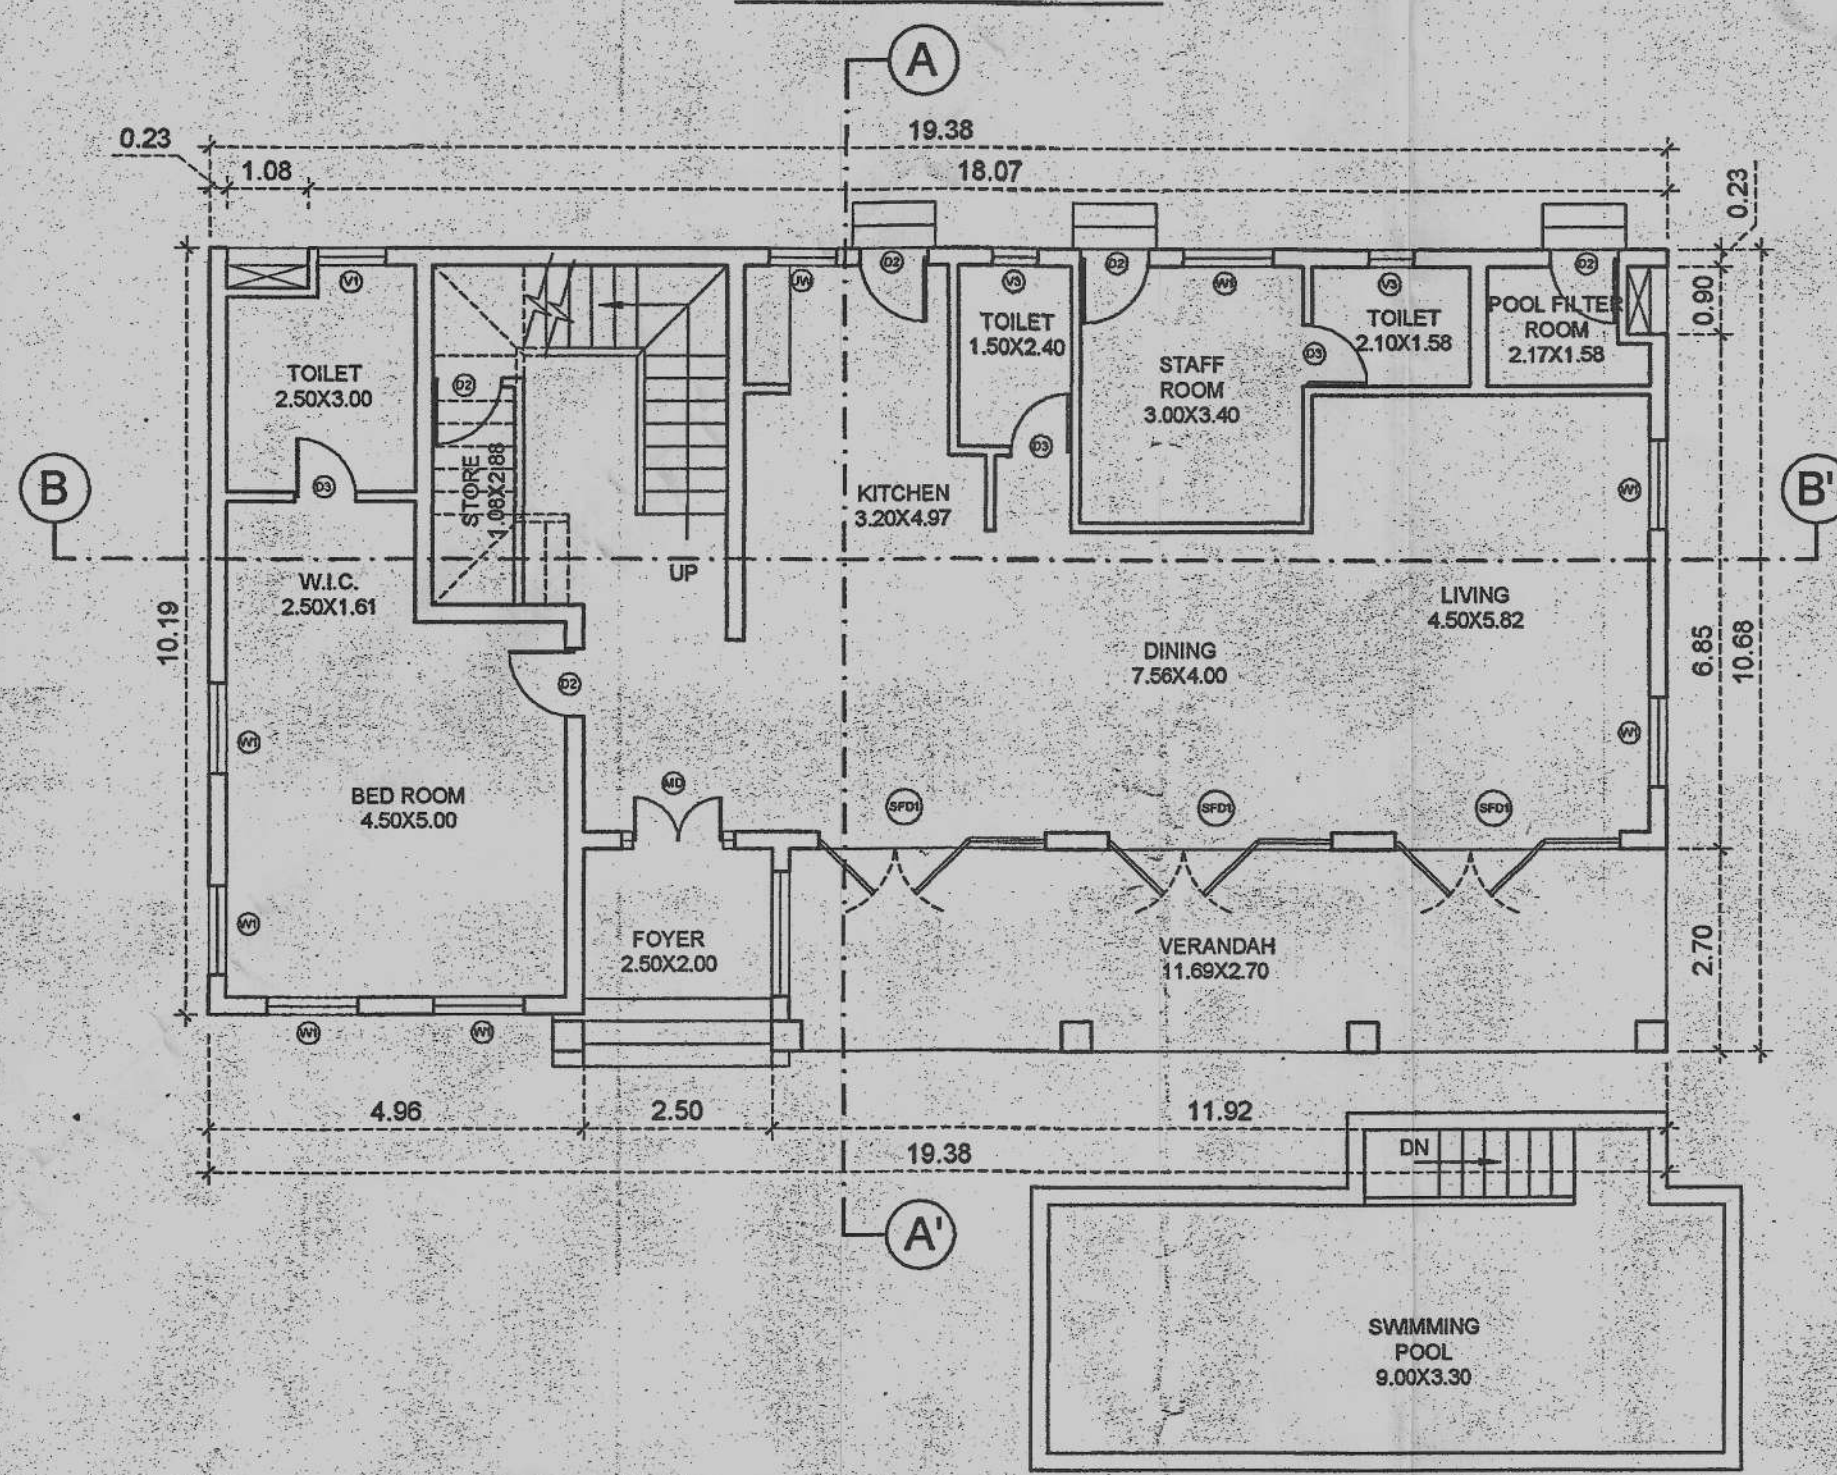 A
19.38
0.23
1.08
18.07
0.23
D2
D2
D2
V1
JW
V3
W1
V3
POOL FILTER
ROOM
2.17X1.58
0.90
TOILET
1.50X2.40
TOILET
2.10X1.58
D3
STAFF
ROOM
3.00X3.40
TOILET
2.50X3.00
D2
D3
B
D3
STORE
1.08X2.88
KITCHEN
3.20X4.97
W1
B'
UP
W.I.C.
2.50X1.61
LIVING
4.50X5.82
10.19
DINING
7.56X4.00
6.85
10.68
D2
W1
W1
MD
BED ROOM
4.50X5.00
SFD1
SFD1
SFD1
W1
FOYER
2.50X2.00
VERANDAH
11.69X2.70
2.70
W1
W1
4.96
2.50
11.92
19.38
DN
A'
SWIMMING
POOL
9.00X3.30